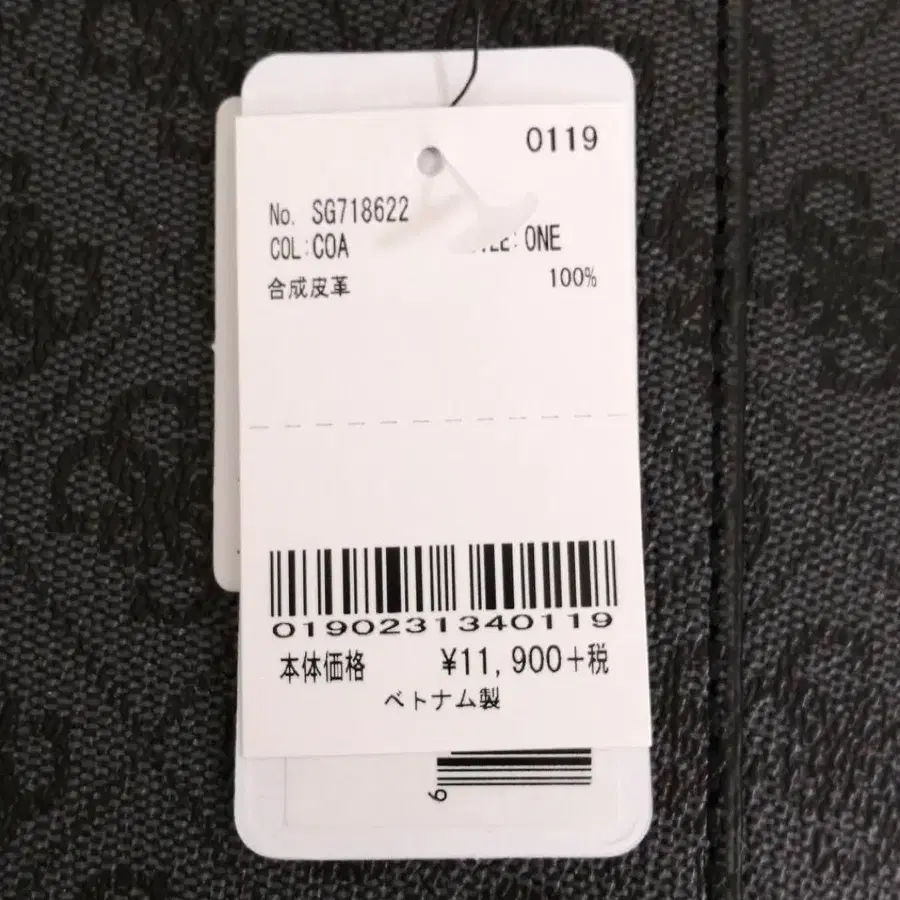 0119
No. SG718622
COL:COA :ONE
合成皮革 100%
0190231340119
本体価格 ¥11,900+税
ベトナム製
9